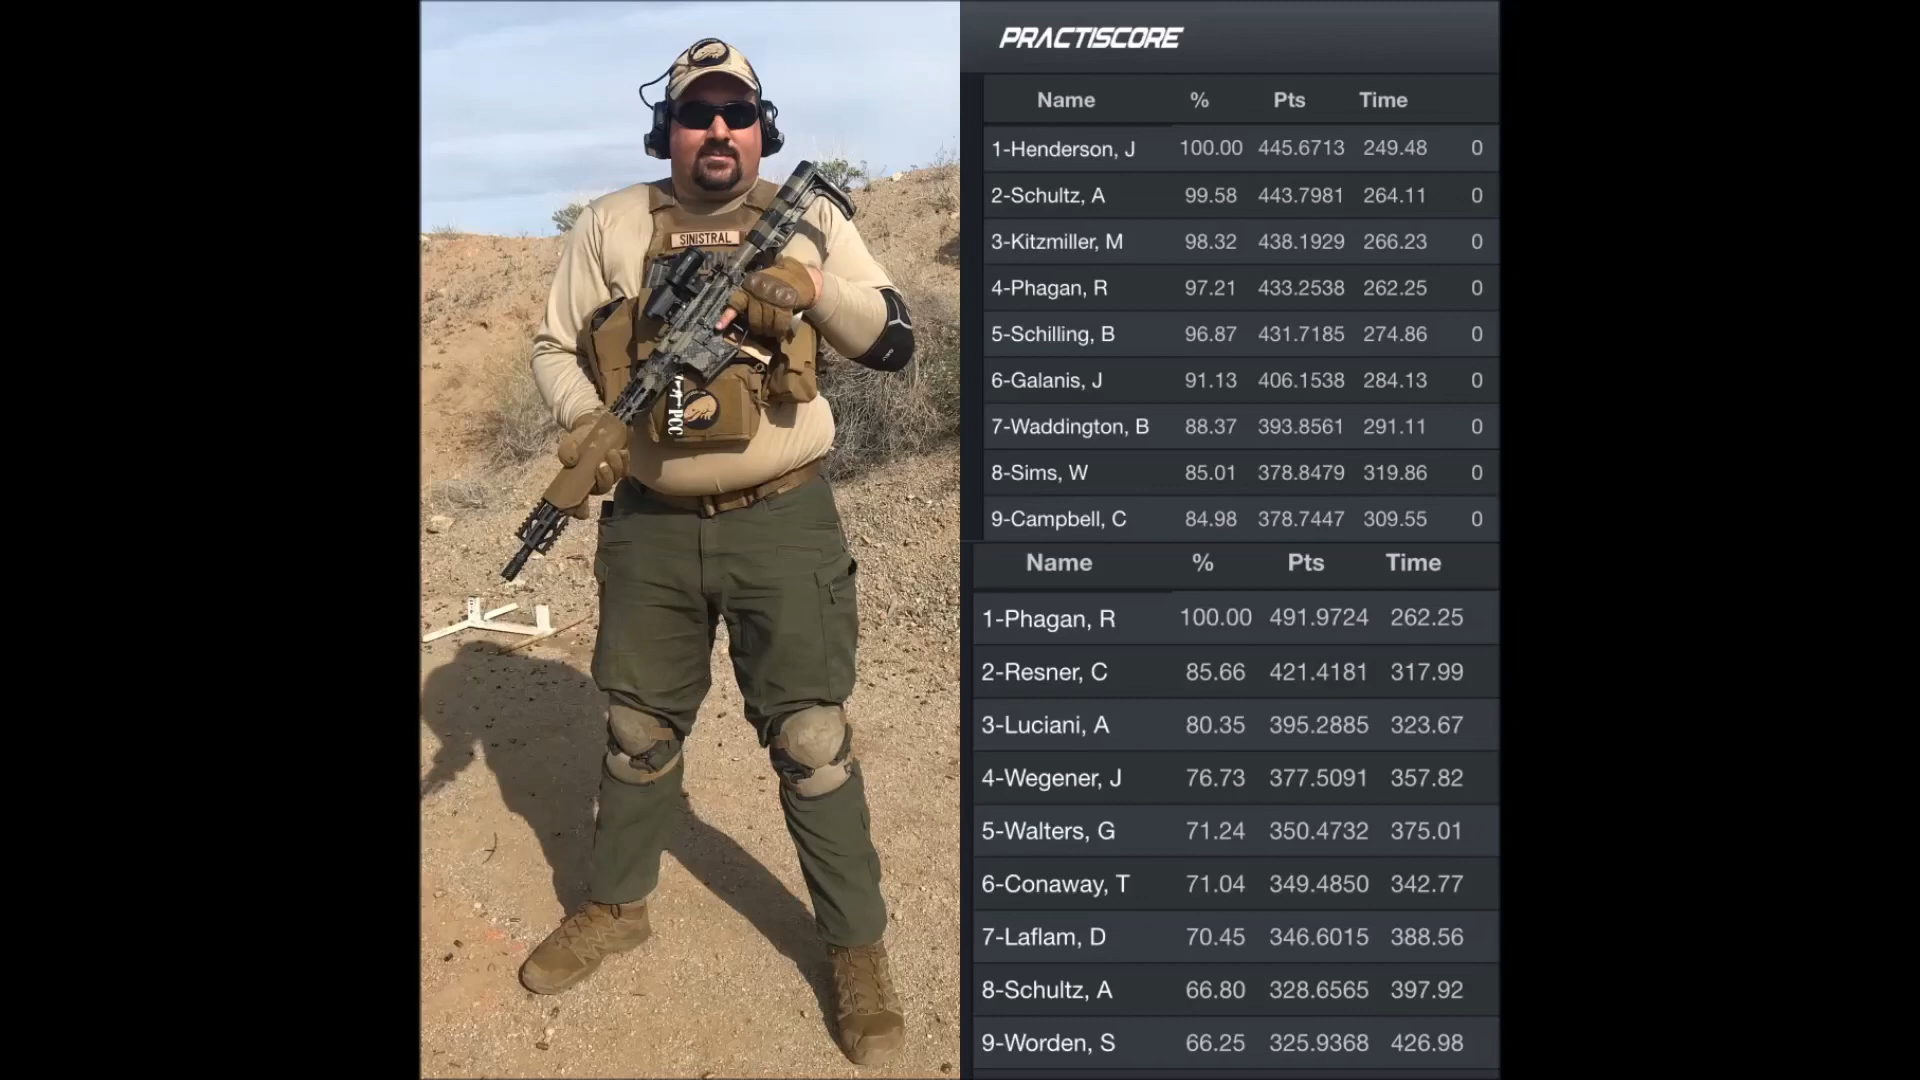 SINISTRAL
PCC
PRACTISCORE
Name % Pts Time
1-Henderson, J 100.00 445.6713 249.48 0
2-Schultz, A 99.58 443.7981 264.11 0
3-Kitzmiller, M 98.32 438.1929 266.23 0
4-Phagan, R 97.21 433.2538 262.25 0
5-Schilling, B 96.87 431.7185 274.86 0
6-Galanis, J 91.13 406.1538 284.13 0
7-Waddington, B 88.37 393.8561 291.11 0
8-Sims, W 85.01 378.8479 319.86 0
9-Campbell, C 84.98 378.7447 309.55 0
Name % Pts Time
1-Phagan, R 100.00 491.9724 262.25
2-Resner, C 85.66 421.4181 317.99
3-Luciani, A 80.35 395.2885 323.67
4-Wegener, J 76.73 377.5091 357.82
5-Walters, G 71.24 350.4732 375.01
6-Conaway, T 71.04 349.4850 342.77
7-Laflam, D 70.45 346.6015 388.56
8-Schultz, A 66.80 328.6565 397.92
9-Worden, S 66.25 325.9368 426.98